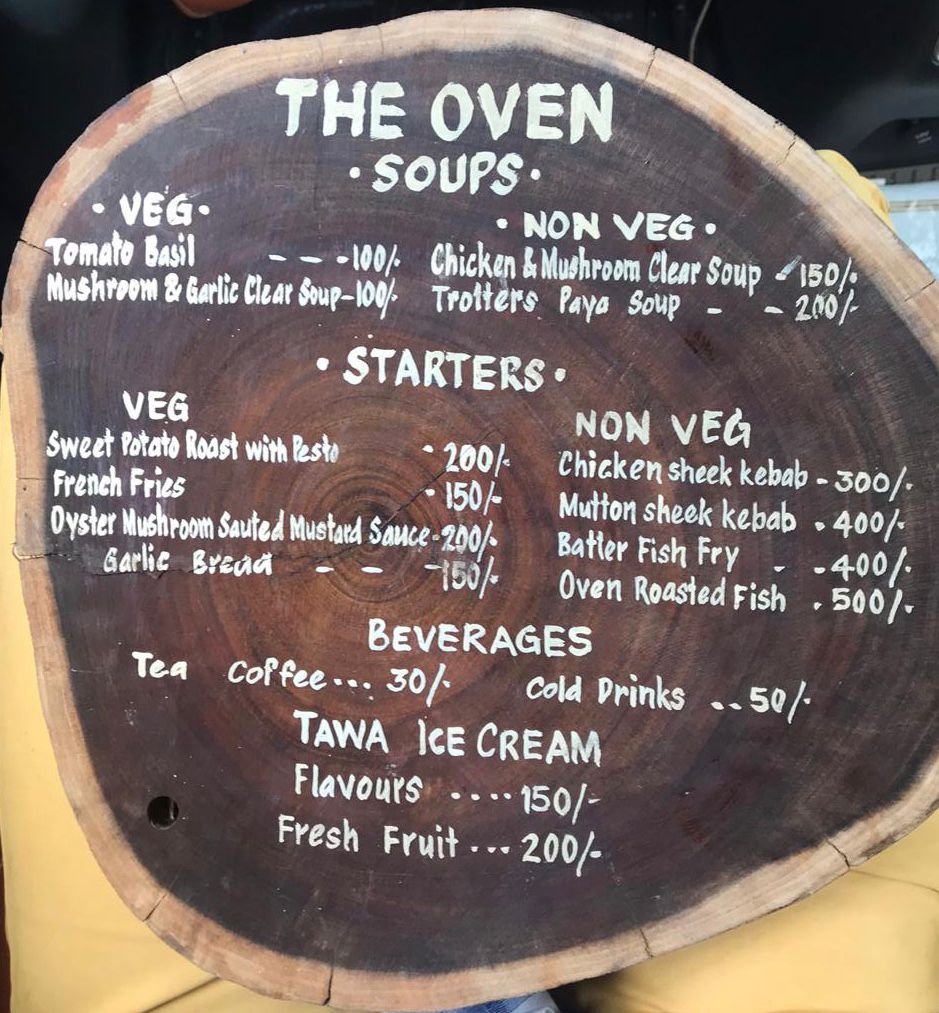 THE OVEN
• SOUPS •
• VEG •
Tomato Basil - - - 100/-
Mushroom & Garlic Clear Soup - 100/-
• NON VEG •
Chicken & Mushroom Clear Soup - 150/-
Trotters Paya Soup - - 200/-
• STARTERS •
VEG
Sweet Potato Roast with Pesto - 200/-
French Fries - 150/-
Oyster Mushroom Sauted Mustard Sauce - 200/-
Garlic Bread - - - 150/-
NON VEG
Chicken sheek kebab - 300/-
Mutton sheek kebab - 400/-
Batter Fish Fry - - 400/-
Oven Roasted Fish - 500/-
BEVERAGES
Tea Coffee ... 30/- Cold Drinks .. 50/-
TAWA ICE CREAM
Flavours .... 150/-
Fresh Fruit ... 200/-